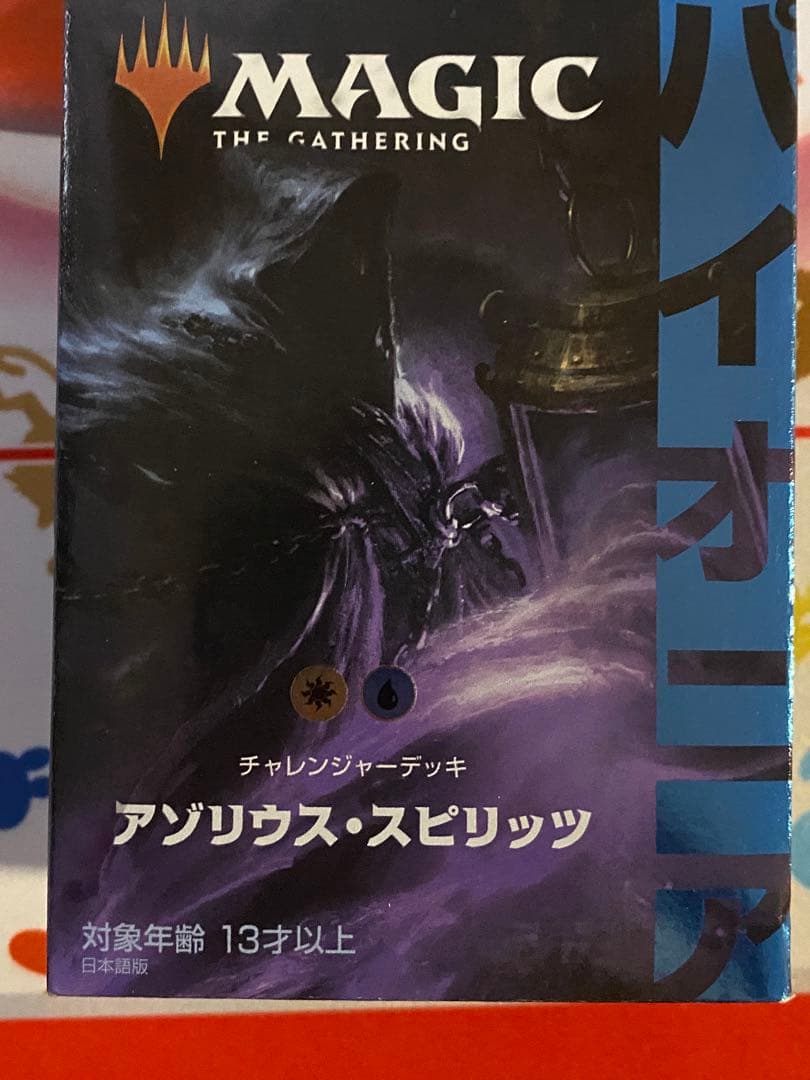 MAGIC
THE GATHERING
パイオニア
チャレンジャーデッキ
アゾリウス・スピリッツ
対象年齢 13才以上
日本語版